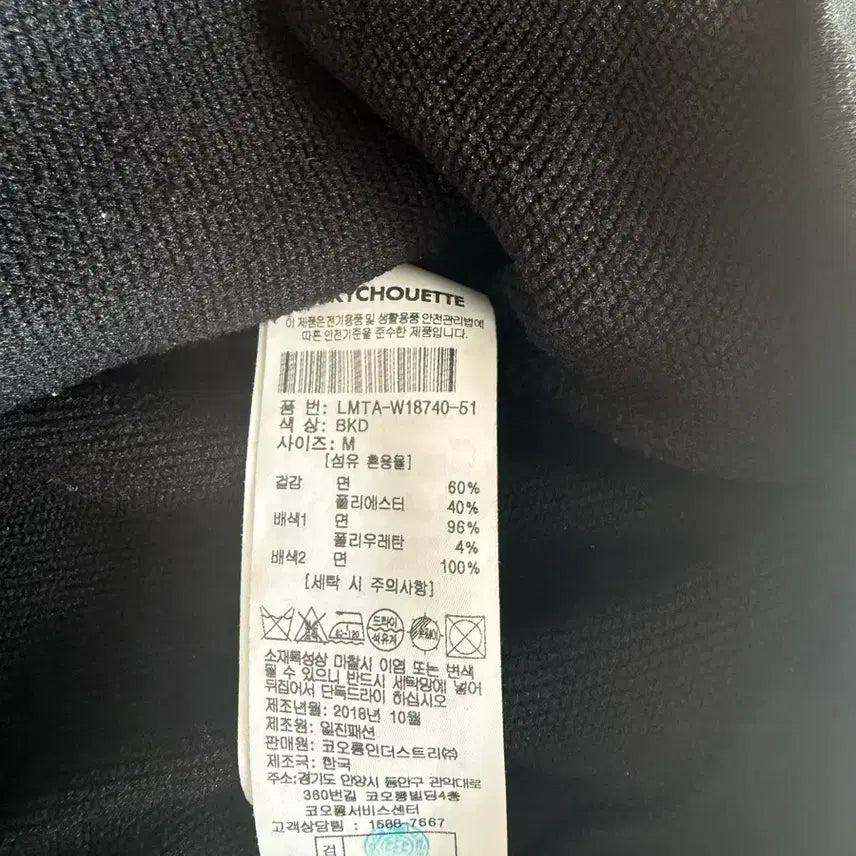 RYCHOUETTE
이 제품은 전기용품 및 생활용품 안전관리법에
따른 안전기준을 준수한 제품입니다.
품 번: LMTA-W18740-51
색 상: BKD
사이즈: M
[섬유 혼용율]
겉감 면 60%
폴리에스터 40%
배색1 면 96%
폴리우레탄 4%
배색2 면 100%
[세탁 시 주의사항]
80-120
드라이
석유계
소재특성상 마찰시 이염 또는 변색
될 수 있으니 반드시 세탁망에 넣어
뒤집어서 단독드라이 하십시오
제조년월: 2018년 10월
제조원: 일진패션
판매원: 코오롱인더스트리㈜
제조국: 한국
주소: 경기도 안양시 동안구 관악대로
360번길 코오롱빌딩4층
코오롱서비스센터
고객상담팀 : 1588-7667
검